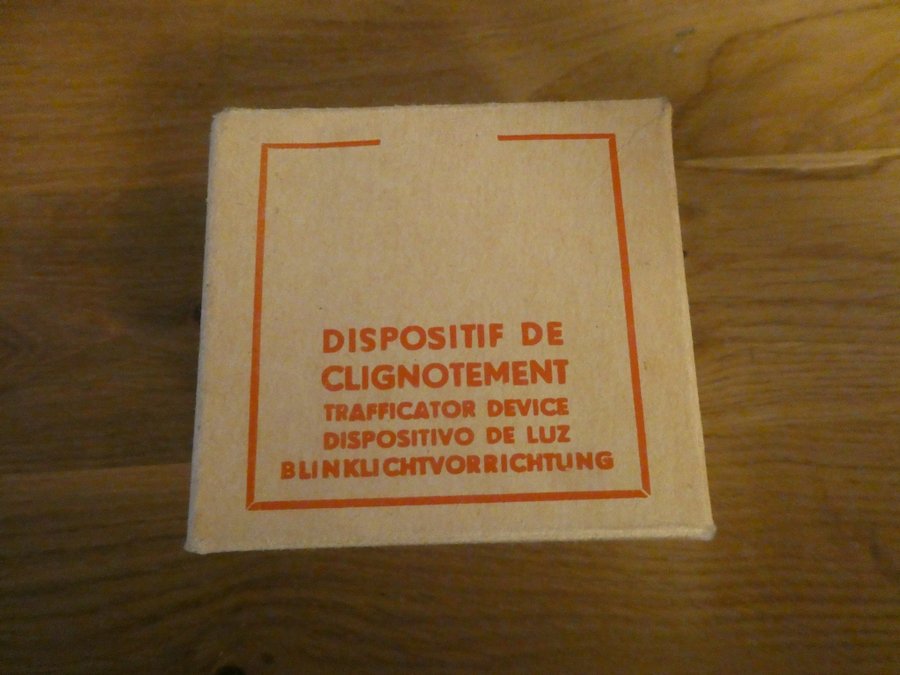 DISPOSITIF DE
CLIGNOTEMENT
TRAFFICATOR DEVICE
DISPOSITIVO DE LUZ
BLINKLICHTVORRICHTUNG